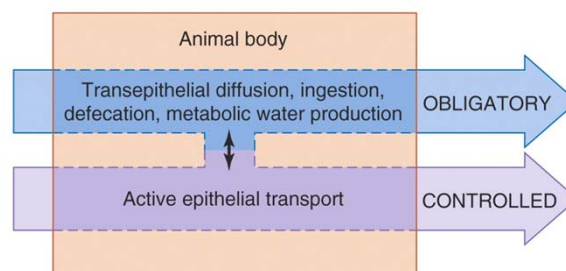 Animal body
Transepithelial diffusion, ingestion,
defecation, metabolic water production
OBLIGATORY
Active epithelial transport
CONTROLLED